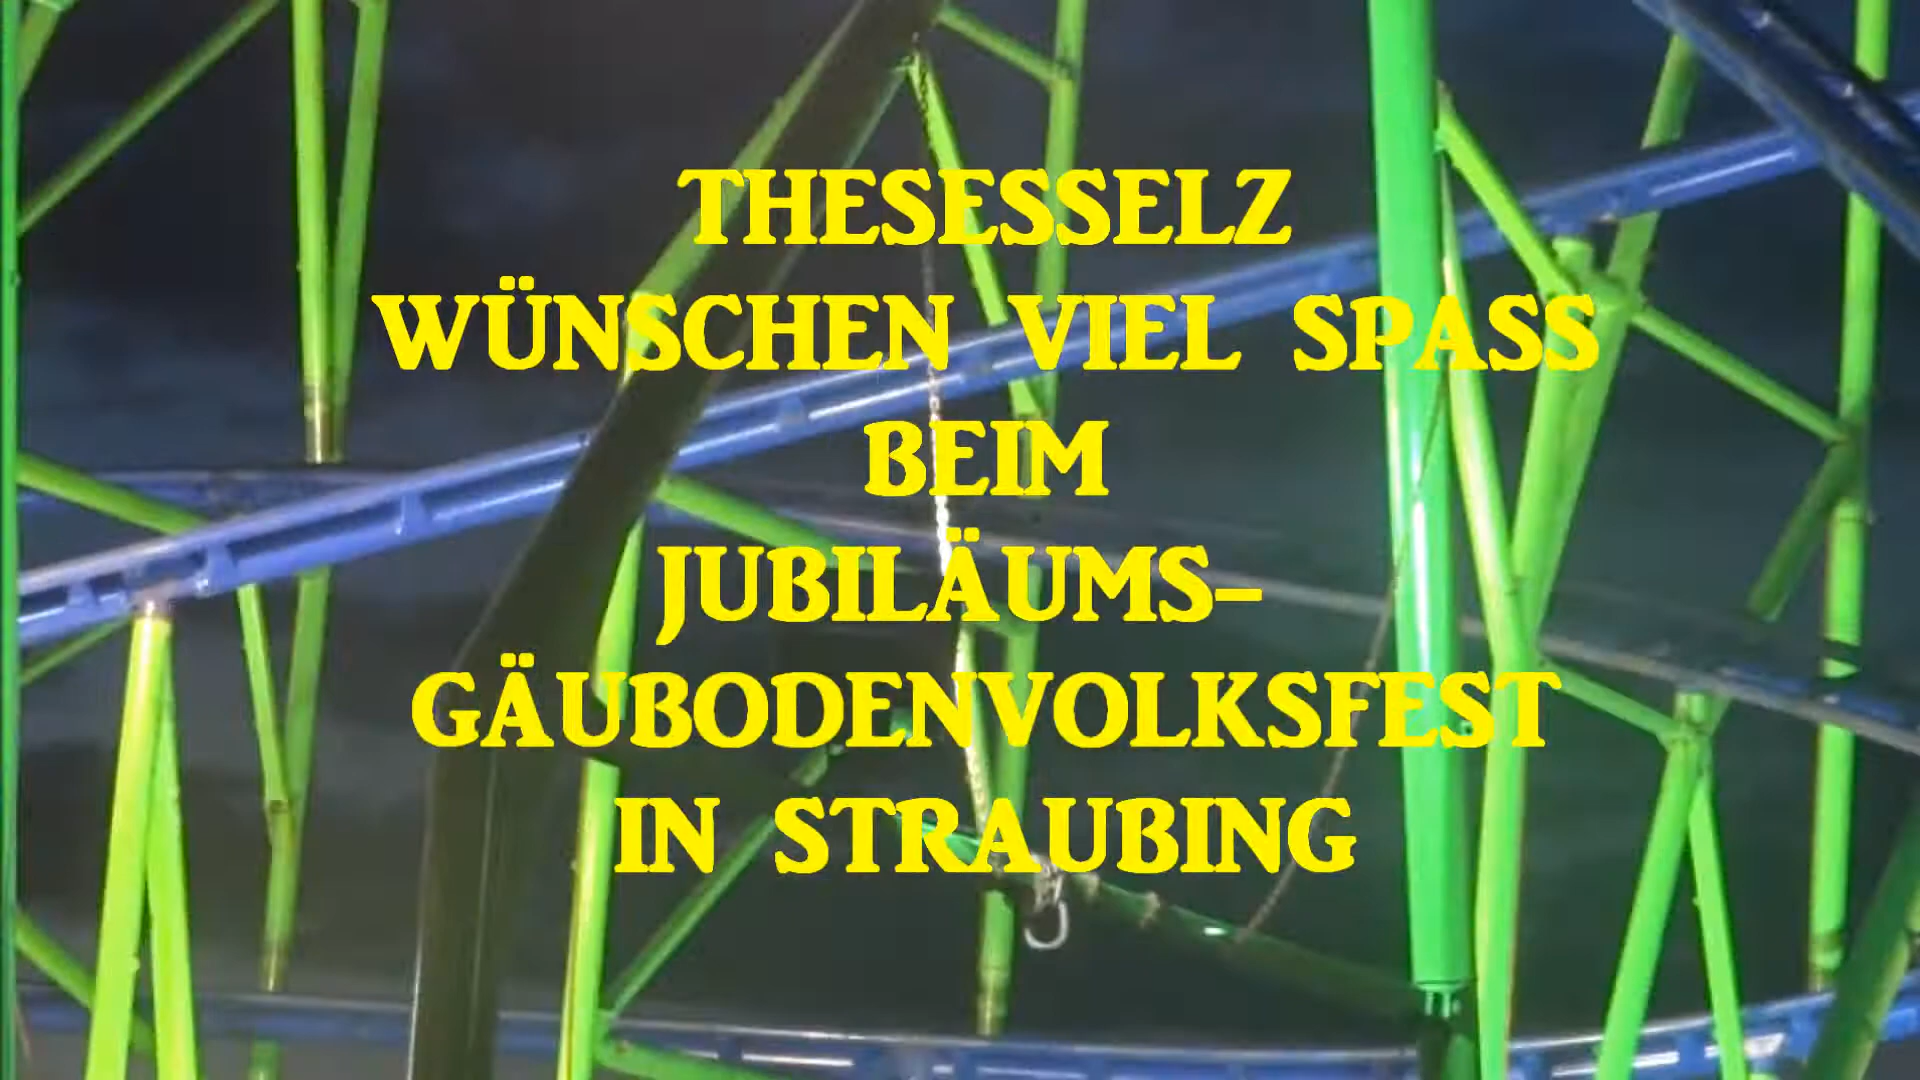 THESESSELZ
WÜNSCHEN VIEL SPASS
BEIM
JUBILÄUMS-
GÄUBODENVOLKSFEST
IN STRAUBING